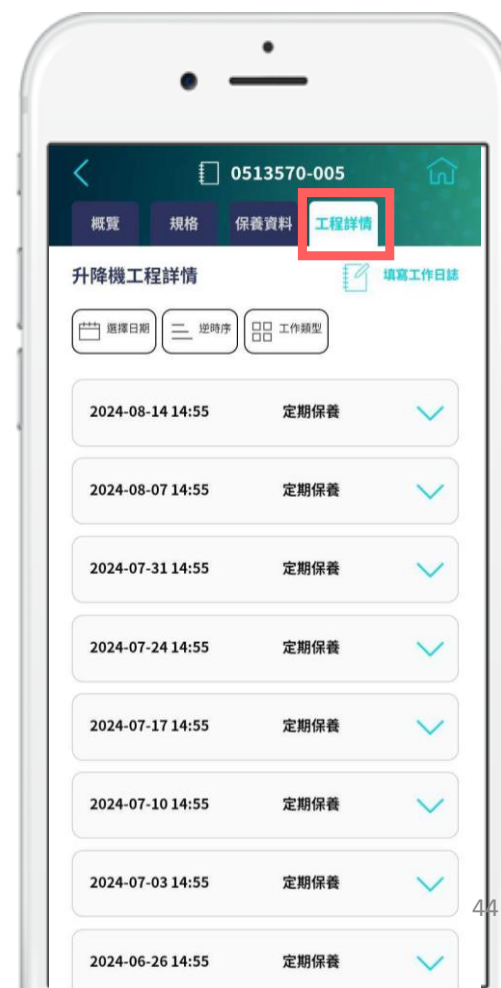 0513570-005
概覽 規格 保養資料 工程詳情
升降機工程詳情 填寫工作日誌
選擇日期 逆時序 工作類型
2024-08-14 14:55 定期保養
2024-08-07 14:55 定期保養
2024-07-31 14:55 定期保養
2024-07-24 14:55 定期保養
2024-07-17 14:55 定期保養
2024-07-10 14:55 定期保養
2024-07-03 14:55 定期保養
44
2024-06-26 14:55 定期保養